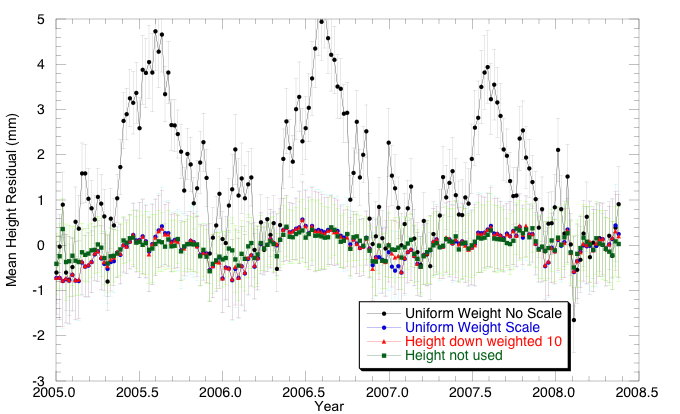 5
4
3
2
1
0
-1
-2
-3
Mean Height Residual (mm)
Uniform Weight No Scale
Uniform Weight Scale
Height down weighted 10
Height not used
2005.0 2005.5 2006.0 2006.5 2007.0 2007.5 2008.0 2008.5
Year